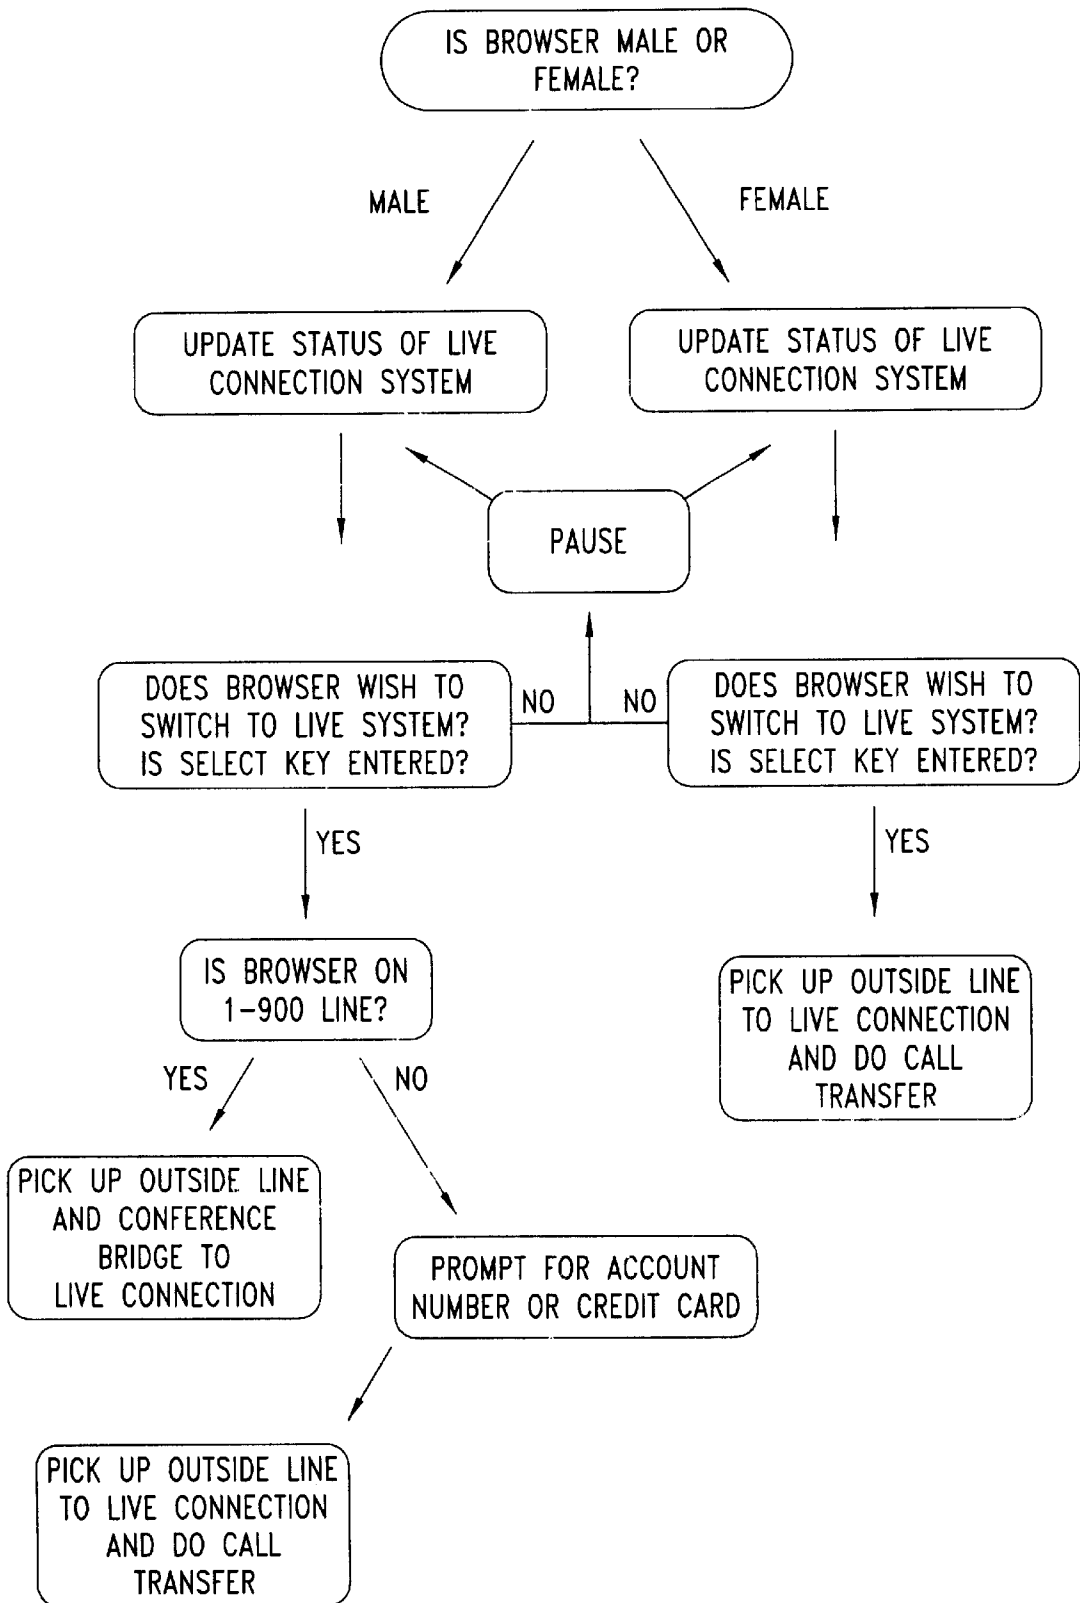 IS BROWSER MALE OR
FEMALE?
MALE
FEMALE
UPDATE STATUS OF LIVE
CONNECTION SYSTEM
UPDATE STATUS OF LIVE
CONNECTION SYSTEM
PAUSE
DOES BROWSER WISH TO
SWITCH TO LIVE SYSTEM?
IS SELECT KEY ENTERED?
NO
NO
DOES BROWSER WISH TO
SWITCH TO LIVE SYSTEM?
IS SELECT KEY ENTERED?
YES
YES
IS BROWSER ON
1-900 LINE?
PICK UP OUTSIDE LINE
TO LIVE CONNECTION
AND DO CALL
TRANSFER
YES
NO
PICK UP OUTSIDE LINE
AND CONFERENCE
BRIDGE TO
LIVE CONNECTION
PROMPT FOR ACCOUNT
NUMBER OR CREDIT CARD
PICK UP OUTSIDE LINE
TO LIVE CONNECTION
AND DO CALL
TRANSFER